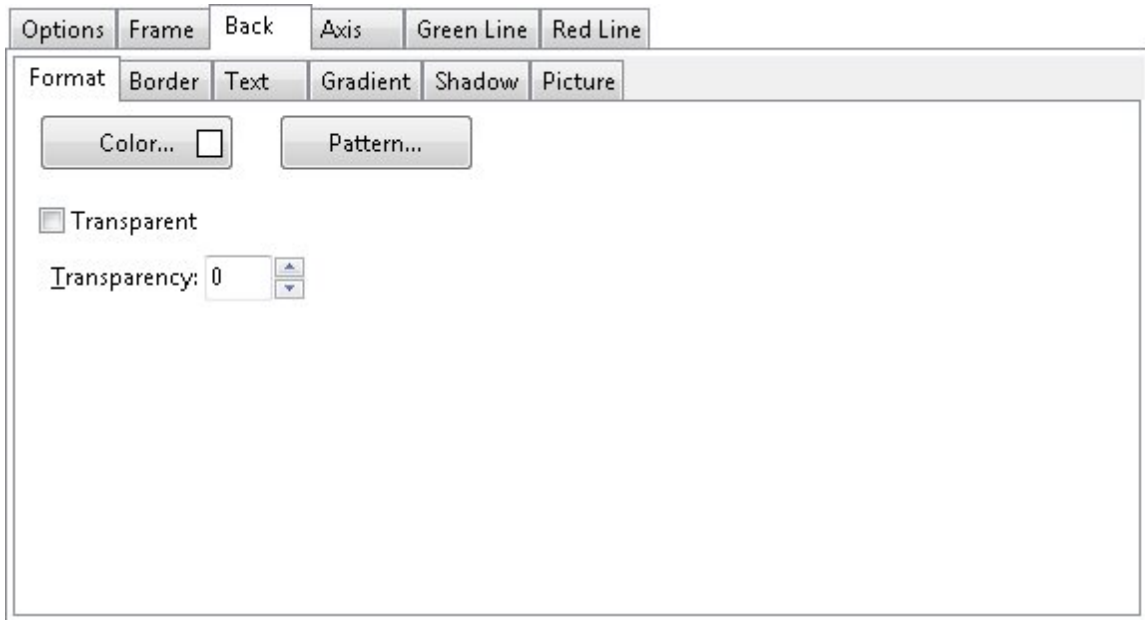 Options Frame Back Axis Green Line Red Line
Format Border Text Gradient Shadow Picture
Color... Pattern...
Transparent
Transparency: 0